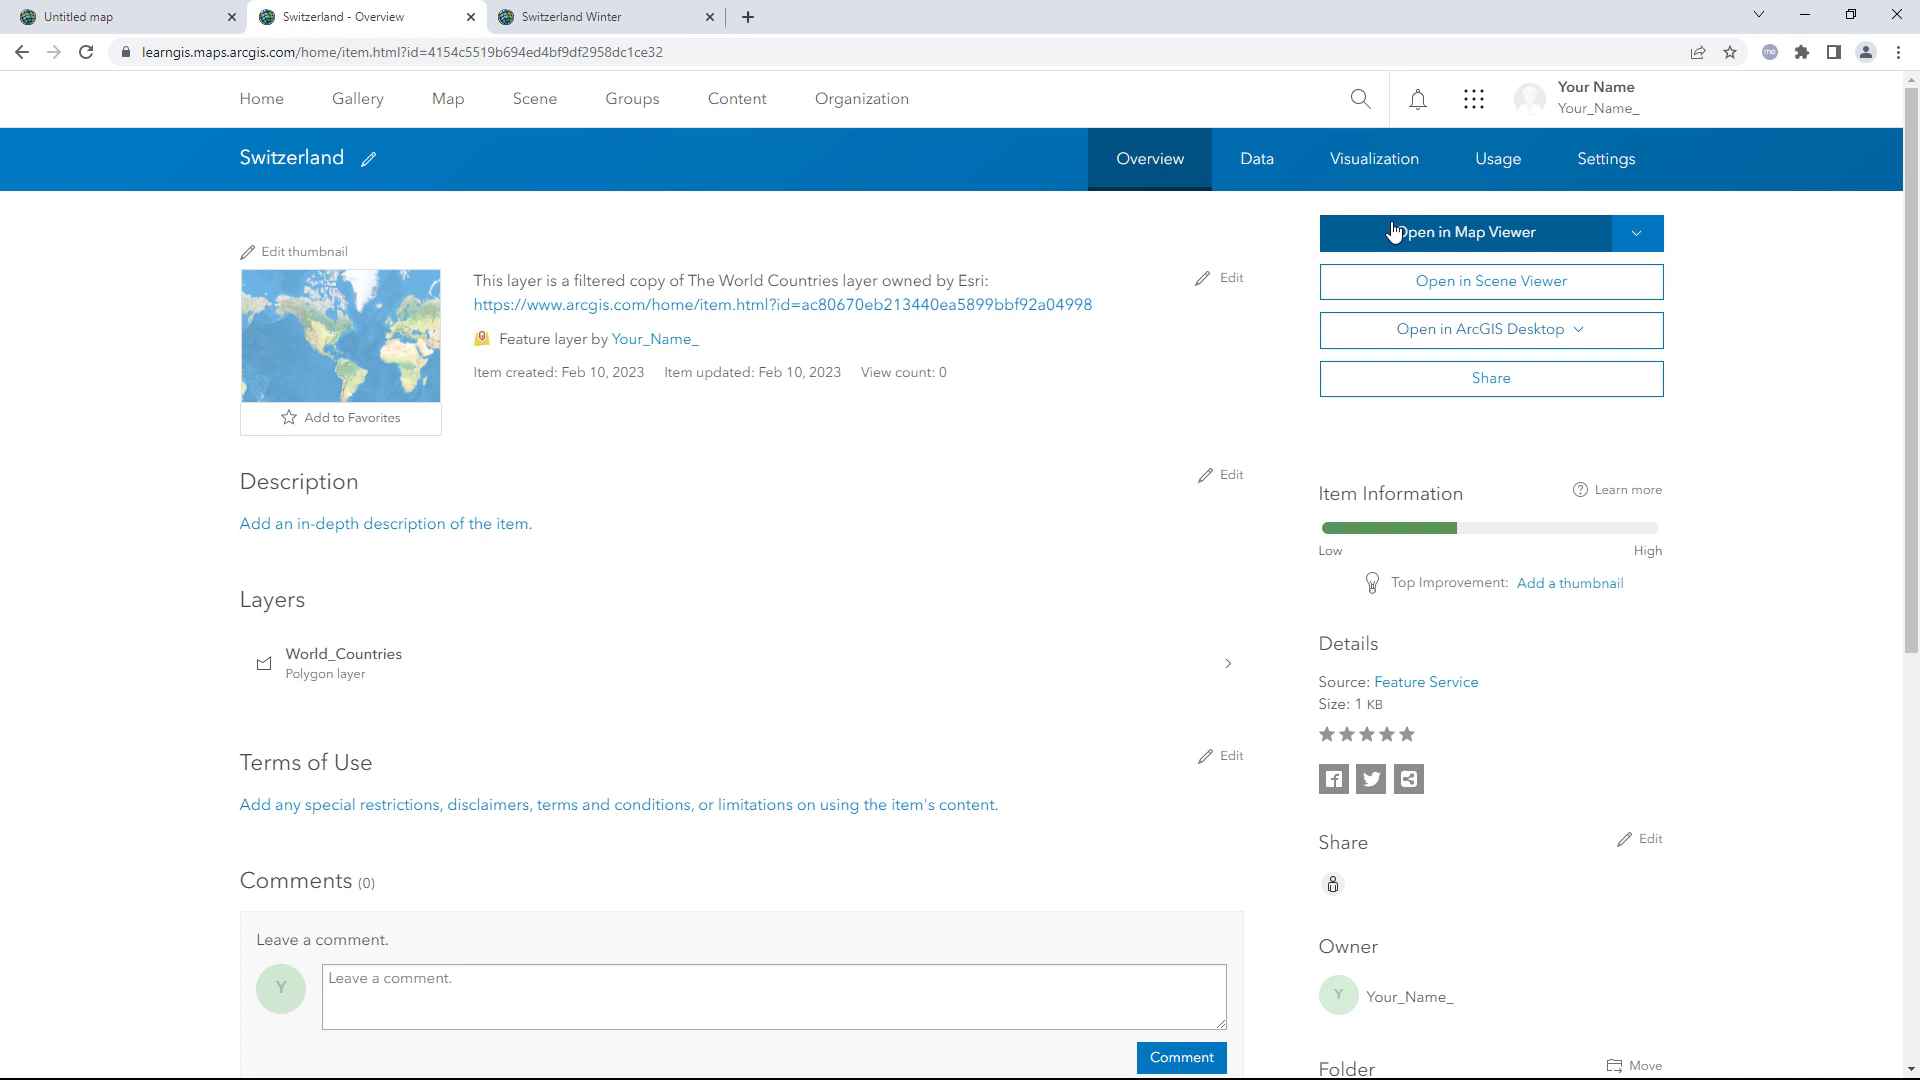 Untitled map
Switzerland - Overview
Switzerland Winter
learngis.maps.arcgis.com/home/item.html?id=4154c5519b694ed4bf9df2958dc1ce32
me
Home Gallery Map Scene Groups Content Organization
Your Name
Your_Name_
Switzerland
Overview Data Visualization Usage Settings
Open in Map Viewer
Open in Scene Viewer
Open in ArcGIS Desktop
Share
Edit thumbnail
Add to Favorites
This layer is a filtered copy of The World Countries layer owned by Esri:
https://www.arcgis.com/home/item.html?id=ac80670eb213440ea5899bbf92a04998
Edit
Feature layer by Your_Name_
Item created: Feb 10, 2023 Item updated: Feb 10, 2023 View count: 0
Description
Edit
Add an in-depth description of the item.
Layers
World_Countries
Polygon layer
Terms of Use
Edit
Add any special restrictions, disclaimers, terms and conditions, or limitations on using the item's content.
Comments (0)
Leave a comment.
Y
Leave a comment.
Comment
Item Information
Learn more
Low High
Top Improvement: Add a thumbnail
Details
Source: Feature Service
Size: 1 KB
Share
Edit
Owner
Y Your_Name_
Folder
Move